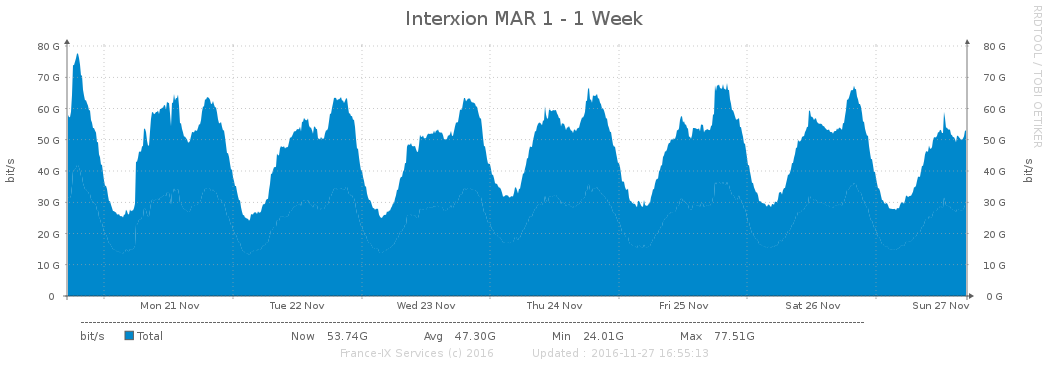 Interxion MAR 1 - 1 Week
RRDTOOL / TOBI OETIKER
80 G 80 G
70 G 70 G
60 G 60 G
50 G 50 G
40 G 40 G
30 G 30 G
20 G 20 G
10 G 10 G
0 0 G
bit/s
bit/s
Mon 21 Nov Tue 22 Nov Wed 23 Nov Thu 24 Nov Fri 25 Nov Sat 26 Nov Sun 27 Nov
bit/s Total Now 53.74G Avg 47.30G Min 24.01G Max 77.51G
France-IX Services (c) 2016 Updated : 2016-11-27 16:55:13